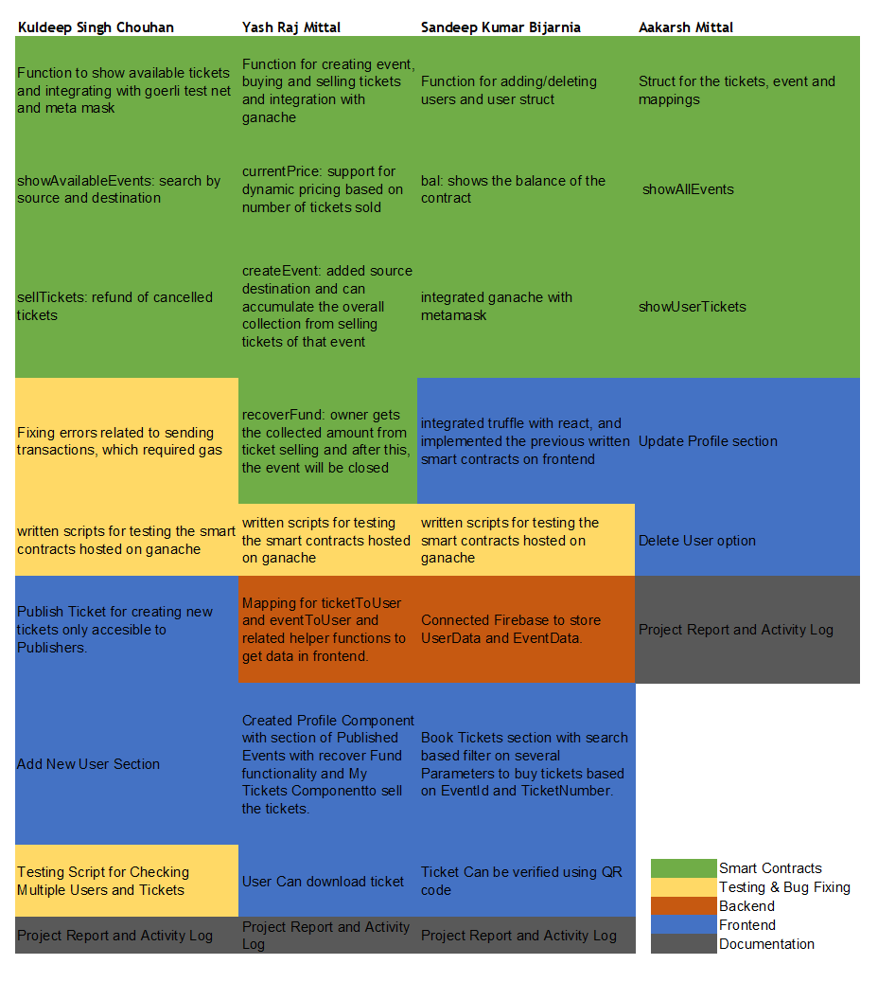 Kuldeep Singh Chouhan
Yash Raj Mittal
Sandeep Kumar Bijarnia
Aakarsh Mittal
Function to show available tickets
and integrating with goerli test net
and meta mask
Function for creating event,
buying and selling tickets
and integration with
ganache
Function for adding/deleting
users and user struct
Struct for the tickets, event and
mappings
showAvailableEvents: search by
source and destination
currentPrice: support for
dynamic pricing based on
number of tickets sold
bal: shows the balance of the
contract
showAllEvents
sellTickets: refund of cancelled
tickets
createEvent: added source
destination and can
accumulate the overall
collection from selling
tickets of that event
integrated ganache with
metamask
showUserTickets
Fixing errors related to sending
transactions, which required gas
recoverFund: owner gets
the collected amount from
ticket selling and after this,
the event will be closed
integrated truffle with react, and
implemented the previous written
smart contracts on frontend
Update Profile section
written scripts for testing the smart
contracts hosted on ganache
written scripts for testing
the smart contracts hosted
on ganache
written scripts for testing the
smart contracts hosted on
ganache
Delete User option
Publish Ticket for creating new
tickets only accesible to
Publishers.
Mapping for ticketToUser
and eventToUser and
related helper functions to
get data in frontend.
Connected Firebase to store
UserData and EventData.
Project Report and Activity Log
Add New User Section
Created Profile Component
with section of Published
Events with recover Fund
functionality and My
Tickets Componentto sell
the tickets.
Book Tickets section with search
based filter on several
Parameters to buy tickets based
on EventId and TicketNumber.
Testing Script for Checking
Multiple Users and Tickets
User Can download ticket
Ticket Can be verified using QR
code
Project Report and Activity Log
Project Report and Activity
Log
Project Report and Activity Log
Smart Contracts
Testing & Bug Fixing
Backend
Frontend
Documentation